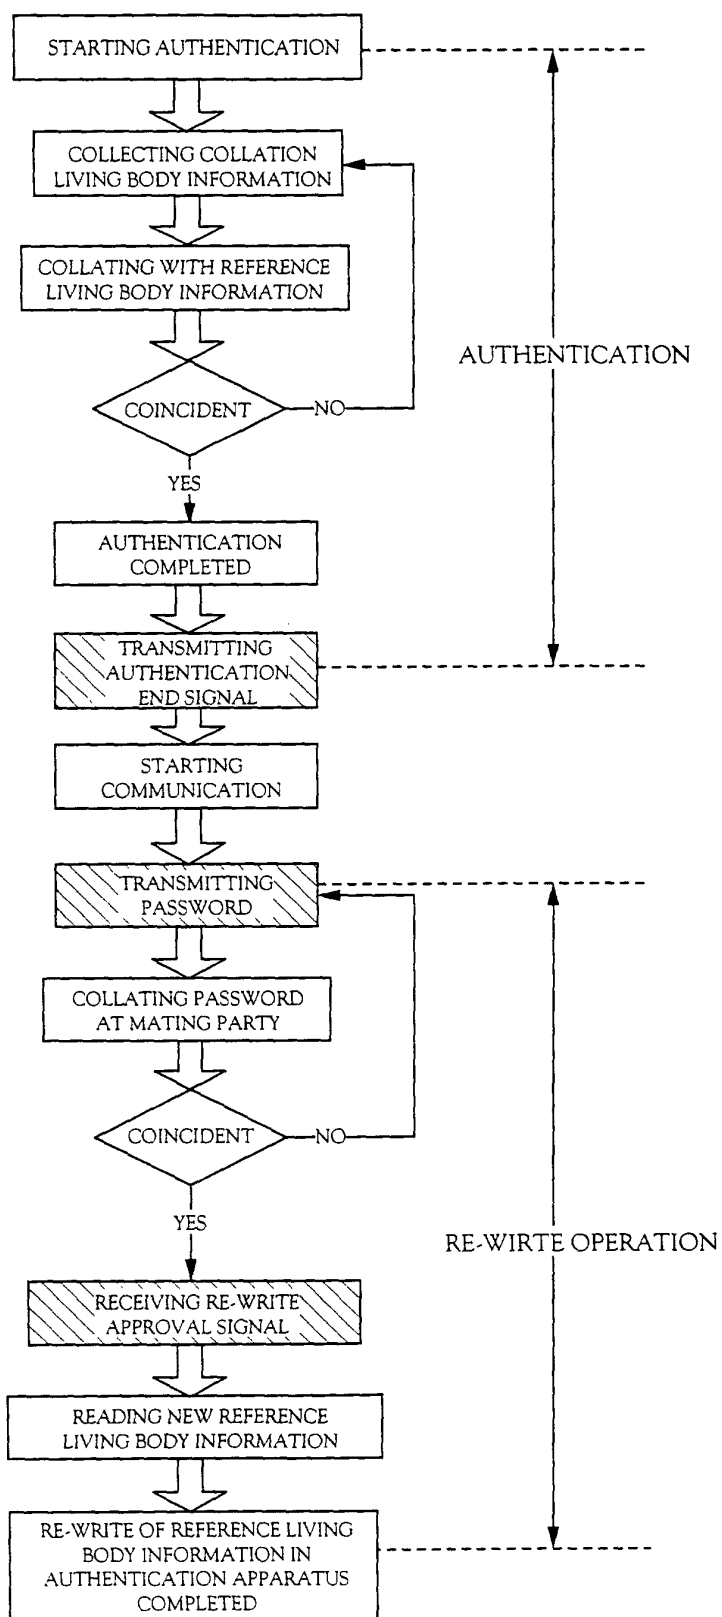 STARTING AUTHENTICATION
COLLECTING COLLATION
LIVING BODY INFORMATION
COLLATING WITH REFERENCE
LIVING BODY INFORMATION
AUTHENTICATION
COINCIDENT
NO
YES
AUTHENTICATION
COMPLETED
TRANSMITTING
AUTHENTICATION
END SIGNAL
STARTING
COMMUNICATION
TRANSMITTING
PASSWORD
COLLATING PASSWORD
AT MATING PARTY
COINCIDENT
NO
YES
RE-WIRTE OPERATION
RECEIVING RE-WRITE
APPROVAL SIGNAL
READING NEW REFERENCE
LIVING BODY INFORMATION
RE-WRITE OF REFERENCE LIVING
BODY INFORMATION IN
AUTHENTICATION APPARATUS
COMPLETED